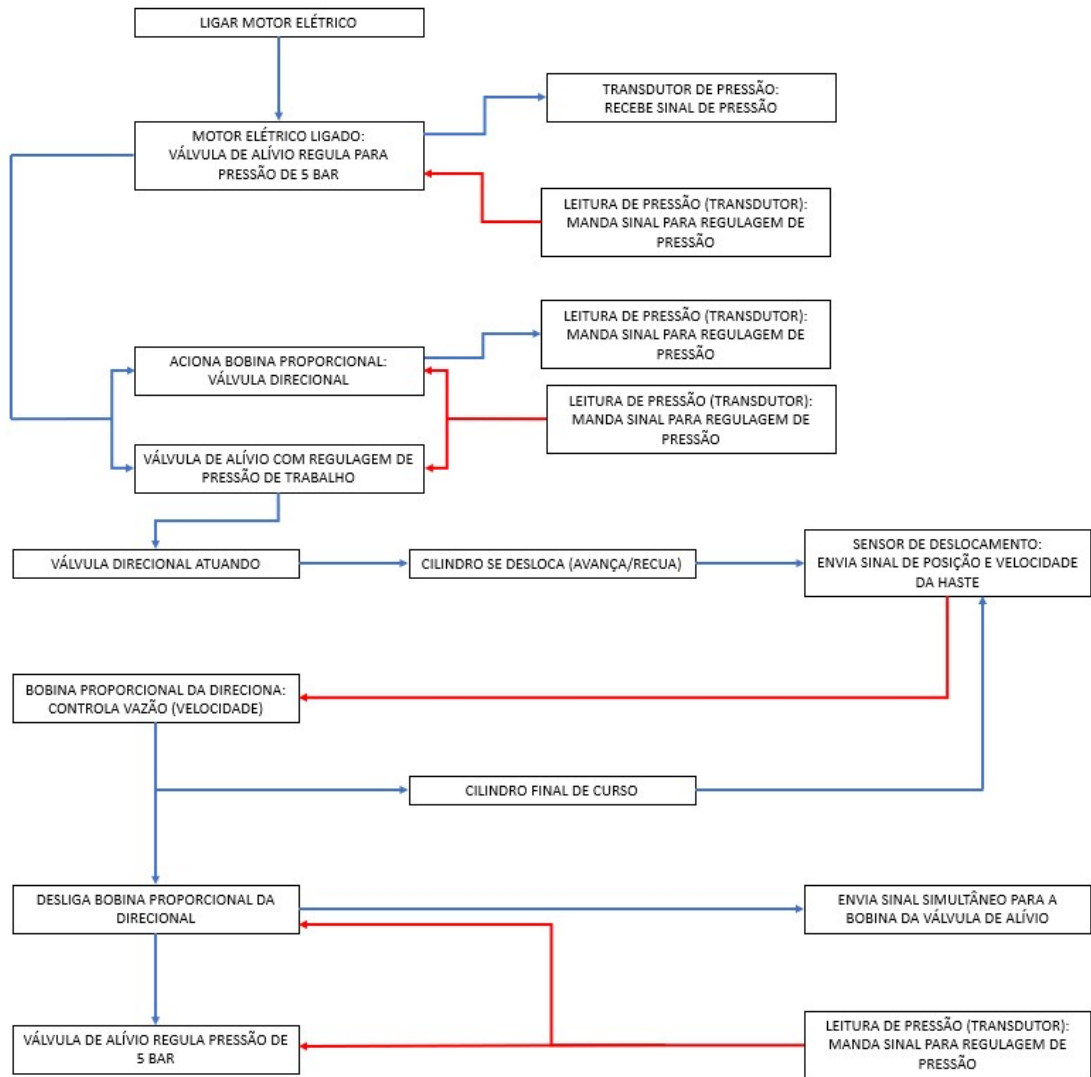 LIGAR MOTOR ELÉTRICO
TRANSDUTOR DE PRESSÃO:
RECEBE SINAL DE PRESSÃO
MOTOR ELÉTRICO LIGADO:
VÁLVULA DE ALÍVIO REGULA PARA
PRESSÃO DE 5 BAR
LEITURA DE PRESSÃO (TRANSDUTOR):
MANDA SINAL PARA REGULAGEM DE
PRESSÃO
LEITURA DE PRESSÃO (TRANSDUTOR):
MANDA SINAL PARA REGULAGEM DE
PRESSÃO
ACIONA BOBINA PROPORCIONAL:
VÁLVULA DIRECIONAL
LEITURA DE PRESSÃO (TRANSDUTOR):
MANDA SINAL PARA REGULAGEM DE
PRESSÃO
VÁLVULA DE ALÍVIO COM REGULAGEM DE
PRESSÃO DE TRABALHO
VÁLVULA DIRECIONAL ATUANDO
CILINDRO SE DESLOCA (AVANÇA/RECUA)
SENSOR DE DESLOCAMENTO:
ENVIA SINAL DE POSIÇÃO E VELOCIDADE
DA HASTE
BOBINA PROPORCIONAL DA DIRECIONA:
CONTROLA VAZÃO (VELOCIDADE)
CILINDRO FINAL DE CURSO
DESLIGA BOBINA PROPORCIONAL DA
DIRECIONAL
ENVIA SINAL SIMULTÂNEO PARA A
BOBINA DA VÁLVULA DE ALÍVIO
VÁLVULA DE ALÍVIO REGULA PRESSÃO DE
5 BAR
LEITURA DE PRESSÃO (TRANSDUTOR):
MANDA SINAL PARA REGULAGEM DE
PRESSÃO